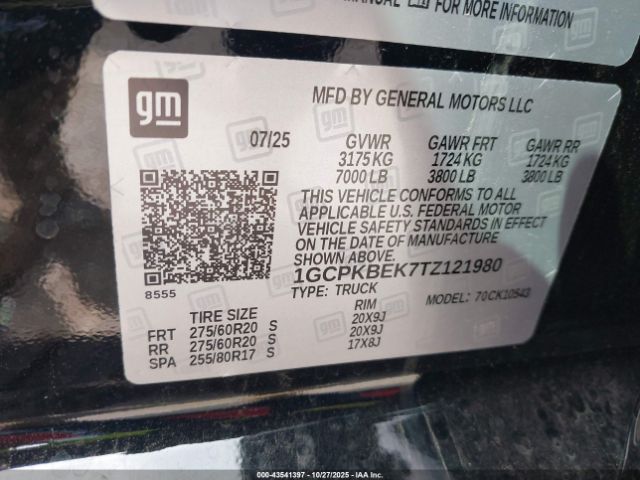 MANUAL gm FOR MORE INFORMATION
gm
MFD BY GENERAL MOTORS LLC
07/25 GVWR GAWR FRT GAWR RR
3175 KG 1724 KG 1724 KG
7000 LB 3800 LB 3800 LB
THIS VEHICLE CONFORMS TO ALL
APPLICABLE U.S. FEDERAL MOTOR
VEHICLE SAFETY STANDARDS IN EFFECT
ON THE DATE OF MANUFACTURE
SHOWN ABOVE.
1GCPKBEK7TZ121980
8555
TYPE: TRUCK MODEL: 70CK10543
TIRE SIZE RIM
FRT 275/60R20 S 20X9J
RR 275/60R20 S 20X9J
SPA 255/80R17 S 17X8J
000-43541397 - 10/27/2025 - IAAI, Inc.